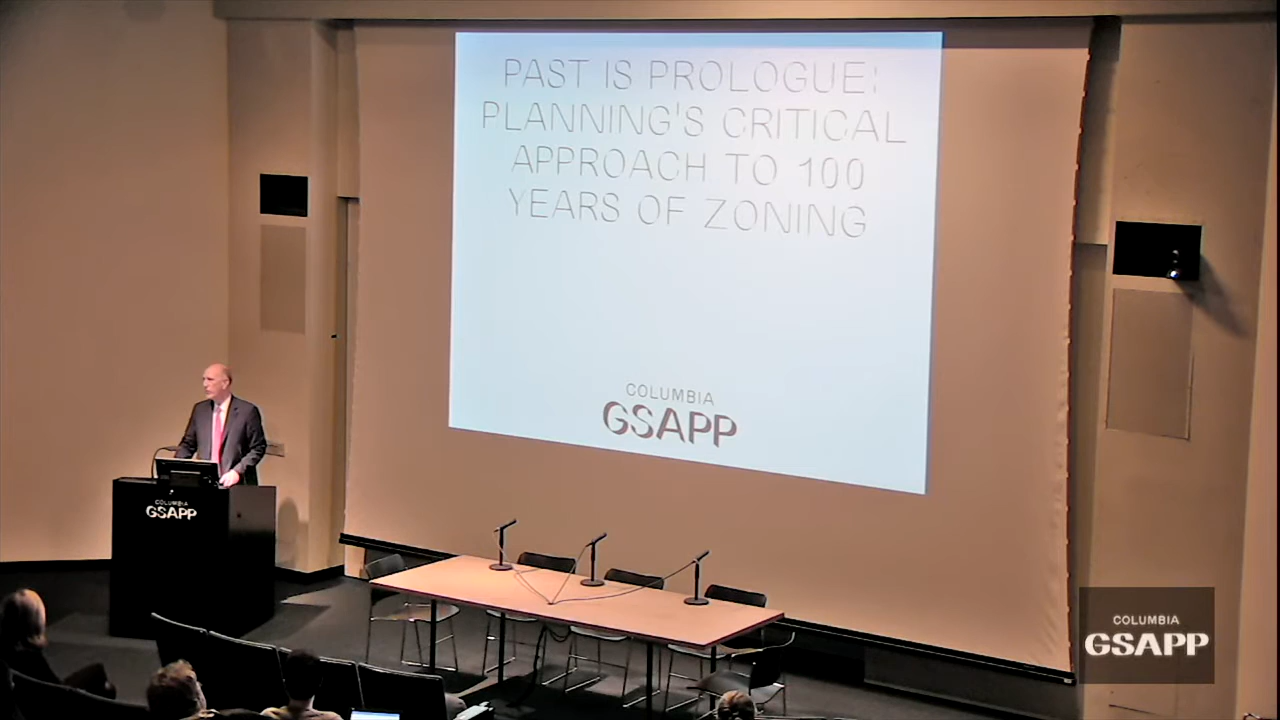 PAST IS PROLOGUE:
PLANNING'S CRITICAL
APPROACH TO 100
YEARS OF ZONING
COLUMBIA
GSAPP
COLUMBIA
GSAPP
COLUMBIA
GSAPP